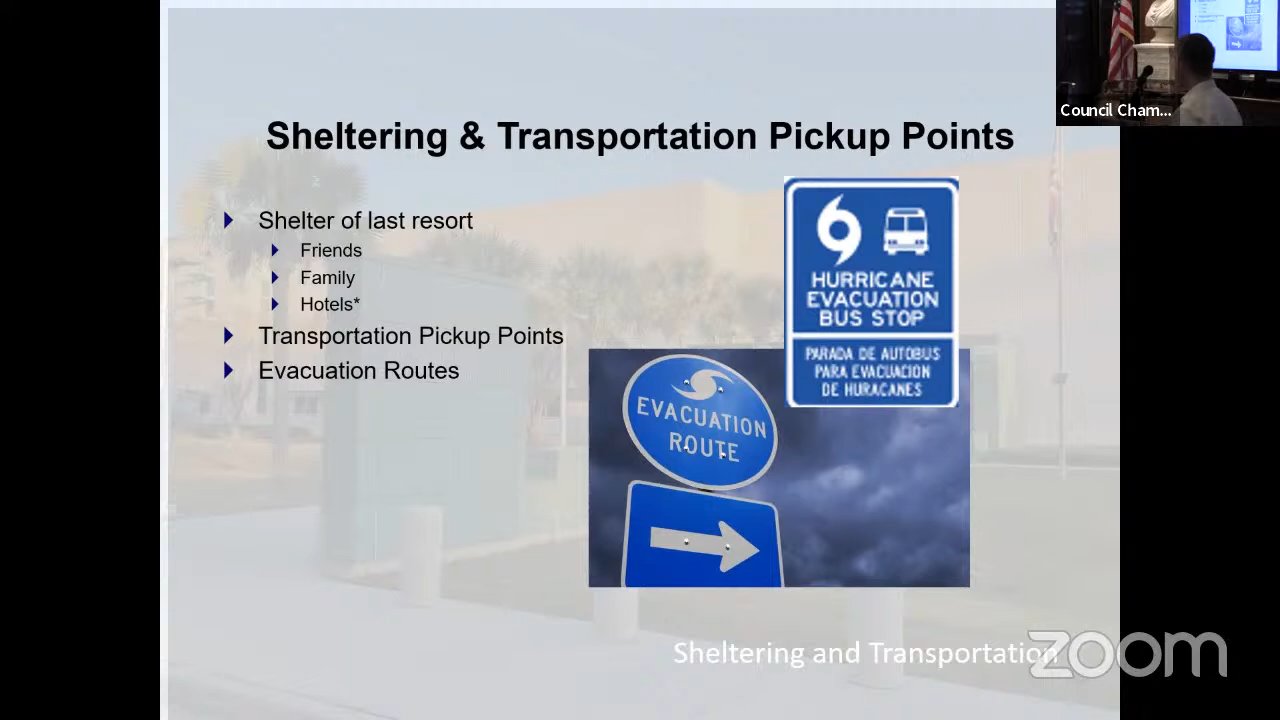 Sheltering & Transportation Pickup Points
Council Cham...
Shelter of last resort
Friends
Family
Hotels*
Transportation Pickup Points
Evacuation Routes
HURRICANE
EVACUATION
BUS STOP
PARADA DE AUTOBUS
PARA EVACUACION
DE HURACANES
EVACUATION
ROUTE
Sheltering and Transportation
zoom